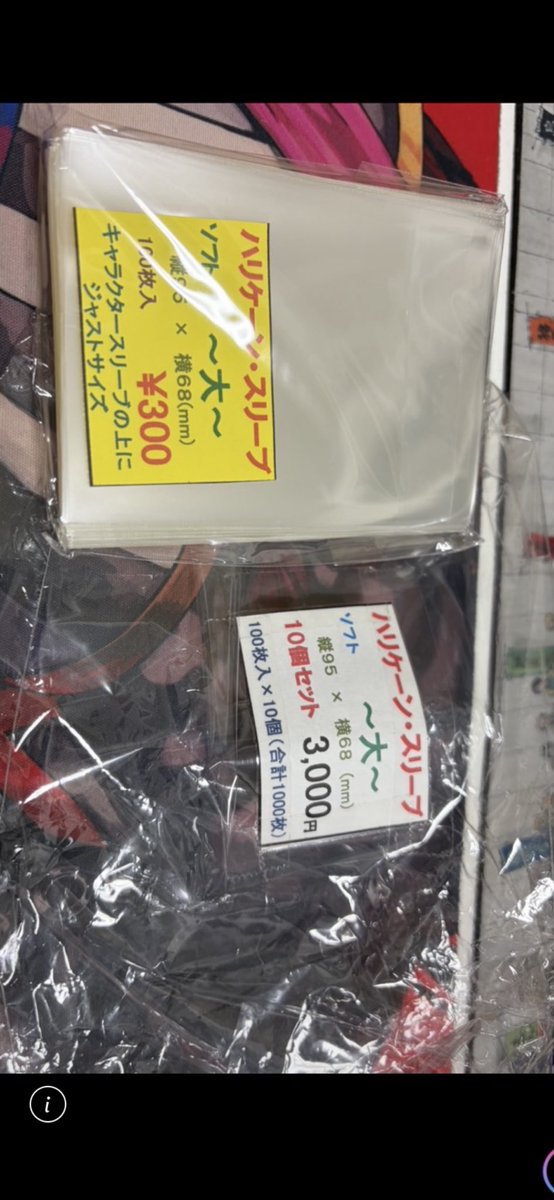 ハリケーン・スリーブ
ソフト ～大～
縦95 × 横68(mm)
100枚入 ¥300
キャラクタースリーブの上に
ジャストサイズ
ハリケーン・スリーブ
ソフト ～大～
縦95 × 横68 (mm)
10個セット 3,000円
100枚入×10個(合計1000枚)
i